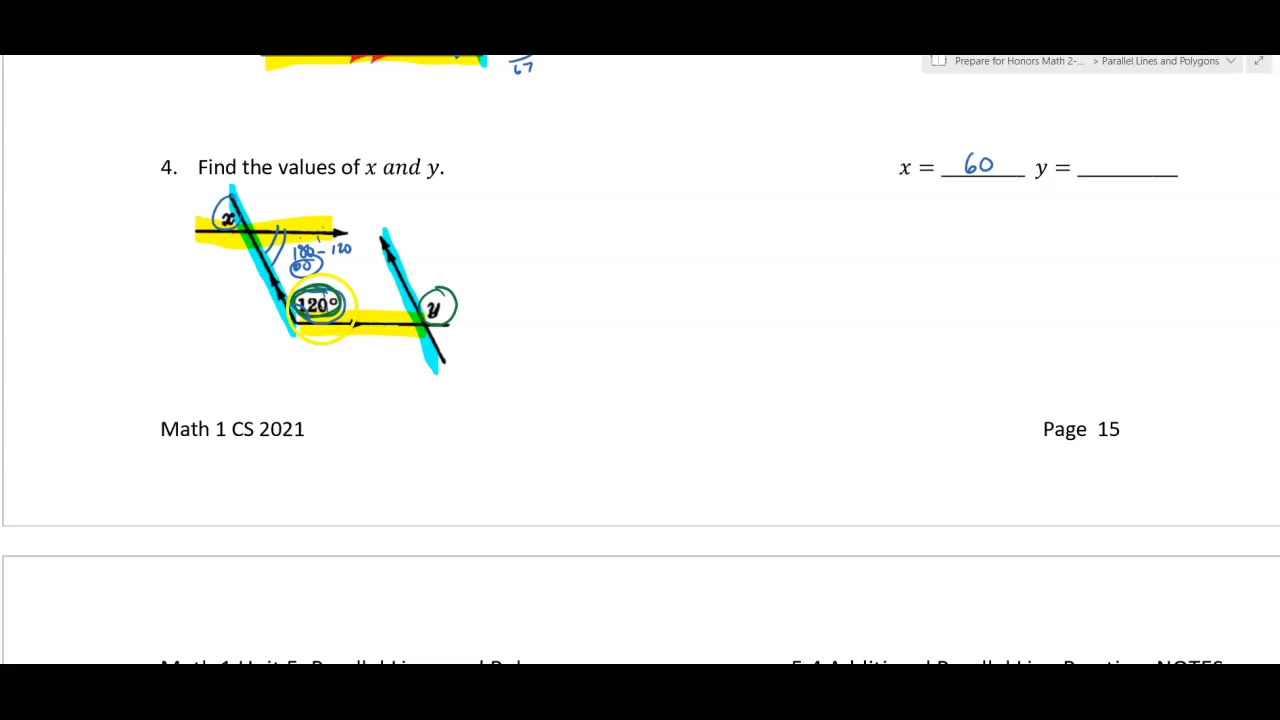 67
Prepare for Honors Math 2-... > Parallel Lines and Polygons
4. Find the values of x and y.
x = 60 y =
x
180 - 120
60
120°
y
Math 1 CS 2021
Page 15